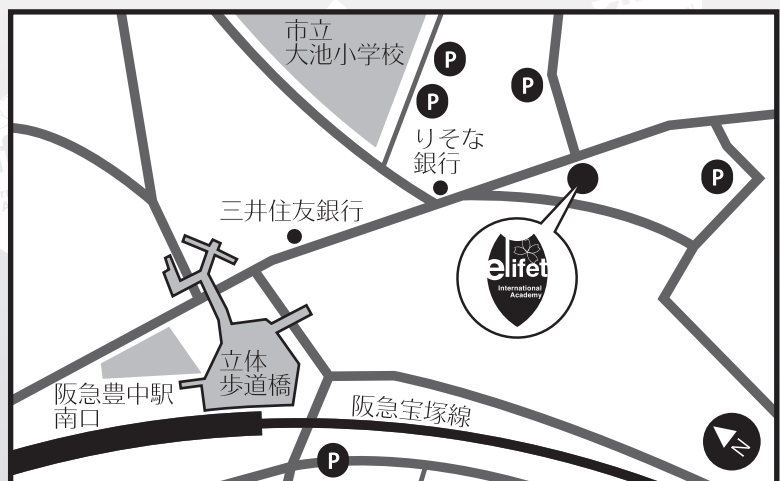 市立
大池小学校
P
P
P
りそな
銀行
P
三井住友銀行
elifet
International
Academy
立体
歩道橋
阪急豊中駅
南口
阪急宝塚線
P
N